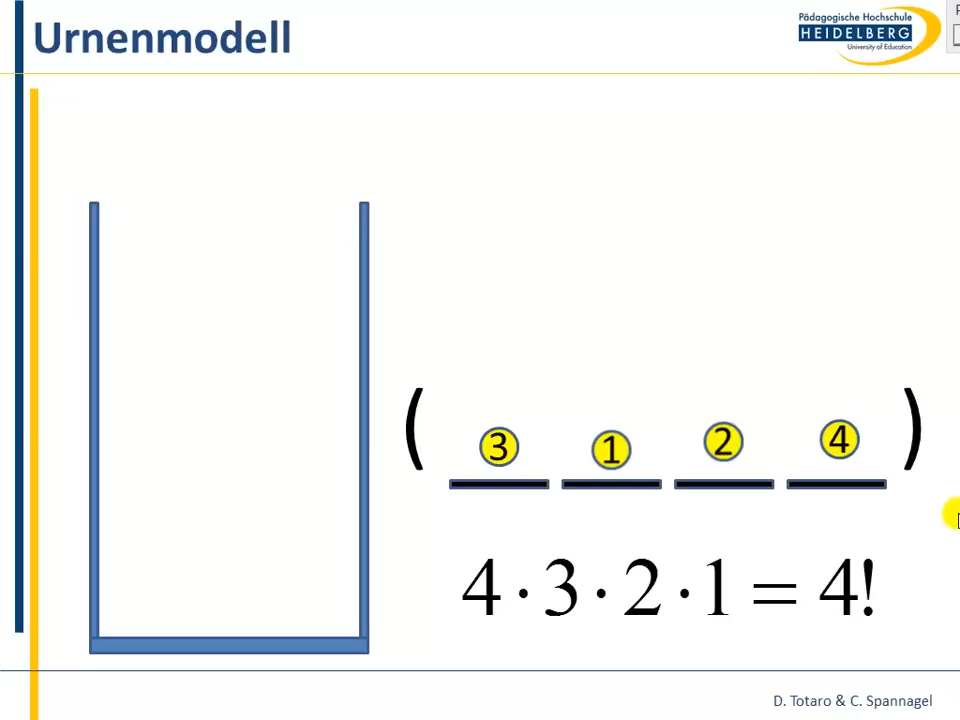 Urnenmodell
Pädagogische Hochschule
HEIDELBERG
University of Education
( 3 1 2 4 )
4 · 3 · 2 · 1 = 4!
D. Totaro & C. Spannagel